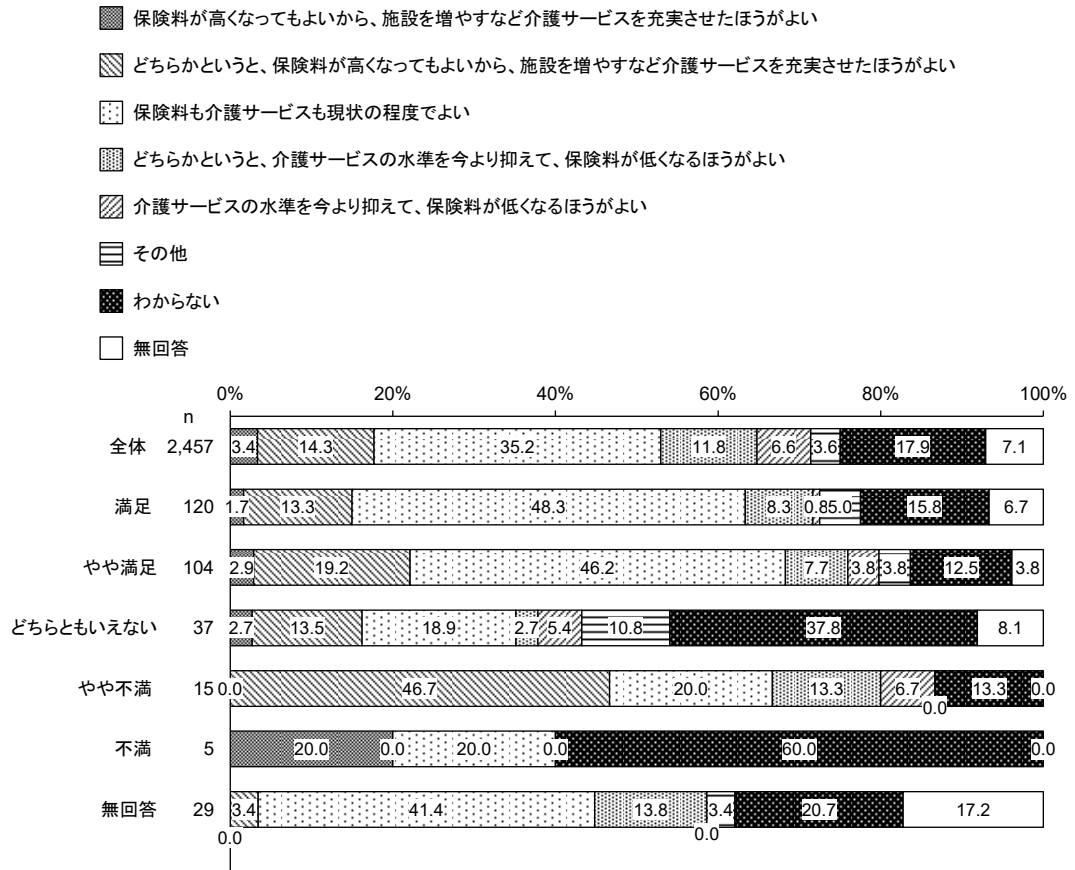 保険料が高くなってもよいから、施設を増やすなど介護サービスを充実させたほうがよい
どちらかというと、保険料が高くなってもよいから、施設を増やすなど介護サービスを充実させたほうがよい
保険料も介護サービスも現状の程度でよい
どちらかというと、介護サービスの水準を今より抑えて、保険料が低くなるほうがよい
介護サービスの水準を今より抑えて、保険料が低くなるほうがよい
その他
わからない
無回答
0% 20% 40% 60% 80% 100%
n
全体 2,457 3.4 14.3 35.2 11.8 6.6 3.6 17.9 7.1
満足 120 1.7 13.3 48.3 8.3 0.8 5.0 15.8 6.7
やや満足 104 2.9 19.2 46.2 7.7 3.8 3.8 12.5 3.8
どちらともいえない 37 2.7 13.5 18.9 2.7 5.4 10.8 37.8 8.1
やや不満 15 0.0 46.7 20.0 13.3 6.7 13.3 0.0
0.0
不満 5 20.0 0.0 20.0 0.0 60.0 0.0
無回答 29 3.4 41.4 13.8 3.4 20.7 17.2
0.0 0.0